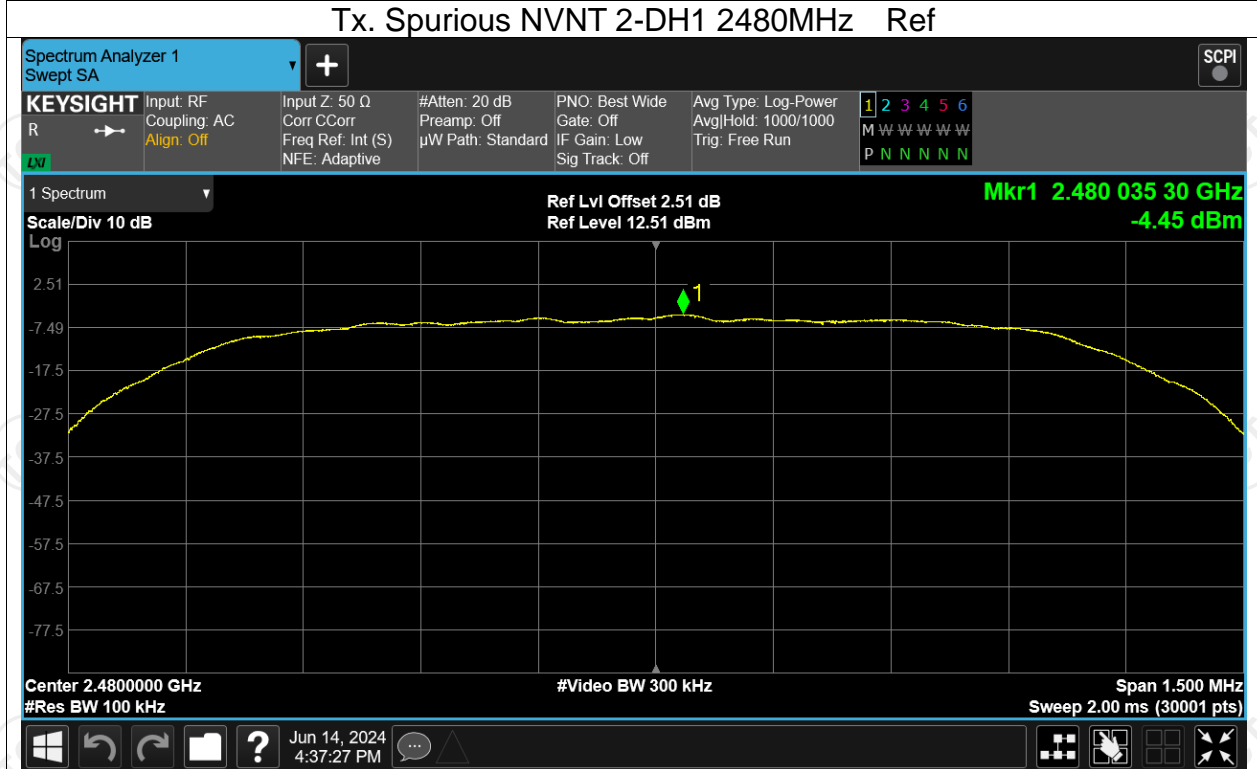 Tx. Spurious NVNT 2-DH1 2480MHz Ref
Spectrum Analyzer 1
Swept SA
SCPI
KEYSIGHT
R
LXI
Input: RF
Coupling: AC
Align: Off
Input Z: 50 Ω
Corr CCorr
Freq Ref: Int (S)
NFE: Adaptive
#Atten: 20 dB
Preamp: Off
µW Path: Standard
PNO: Best Wide
Gate: Off
IF Gain: Low
Sig Track: Off
Avg Type: Log-Power
Avg|Hold: 1000/1000
Trig: Free Run
1 2 3 4 5 6
M W W W W W
P N N N N N
1 Spectrum
Scale/Div 10 dB
Ref Lvl Offset 2.51 dB
Ref Level 12.51 dBm
Mkr1 2.480 035 30 GHz
-4.45 dBm
Log
2.51
-7.49
-17.5
-27.5
-37.5
-47.5
-57.5
-67.5
-77.5
1
Center 2.4800000 GHz
#Video BW 300 kHz
Span 1.500 MHz
#Res BW 100 kHz
Sweep 2.00 ms (30001 pts)
?
Jun 14, 2024
4:37:27 PM